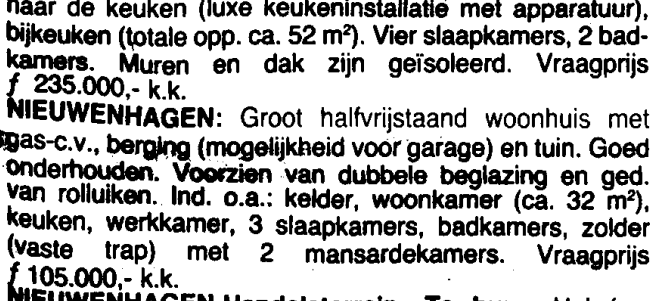 naar de keuken (luxe keukeninstallatie met apparatuur),
bijkeuken (totale opp. ca. 52 m²). Vier slaapkamers, 2 bad-
kamers. Muren en dak zijn geïsoleerd. Vraagprijs
ƒ 235.000,- k.k.
NIEUWENHAGEN: Groot halfvrijstaand woonhuis met
gas-c.v., berging (mogelijkheid voor garage) en tuin. Goed
onderhouden. Voorzien van dubbele beglazing en ged.
van rolluiken. Ind. o.a.: kelder, woonkamer (ca. 32 m²),
keuken, werkkamer, 3 slaapkamers, badkamers, zolder
(vaste trap) met 2 mansardekamers. Vraagprijs
ƒ 105.000,- k.k.
NIEUWENHAGEN-Handelsterrein. Te